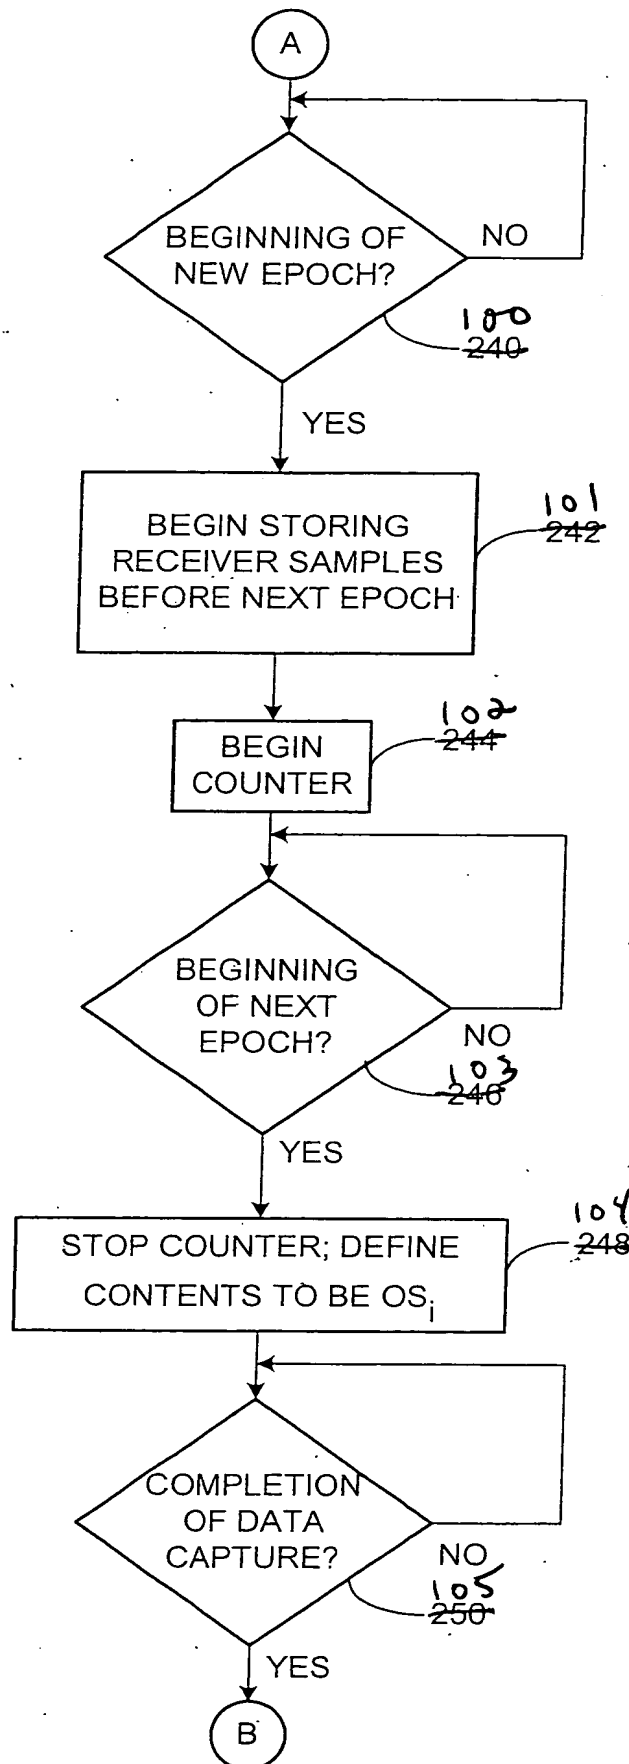 A
BEGINNING OF
NEW EPOCH?
NO
100
240
YES
BEGIN STORING
RECEIVER SAMPLES
BEFORE NEXT EPOCH
101
242
BEGIN
COUNTER
102
244
BEGINNING
OF NEXT
EPOCH?
NO
103
246
YES
STOP COUNTER; DEFINE
CONTENTS TO BE OSi
104
248
COMPLETION
OF DATA
CAPTURE?
NO
105
250
YES
B